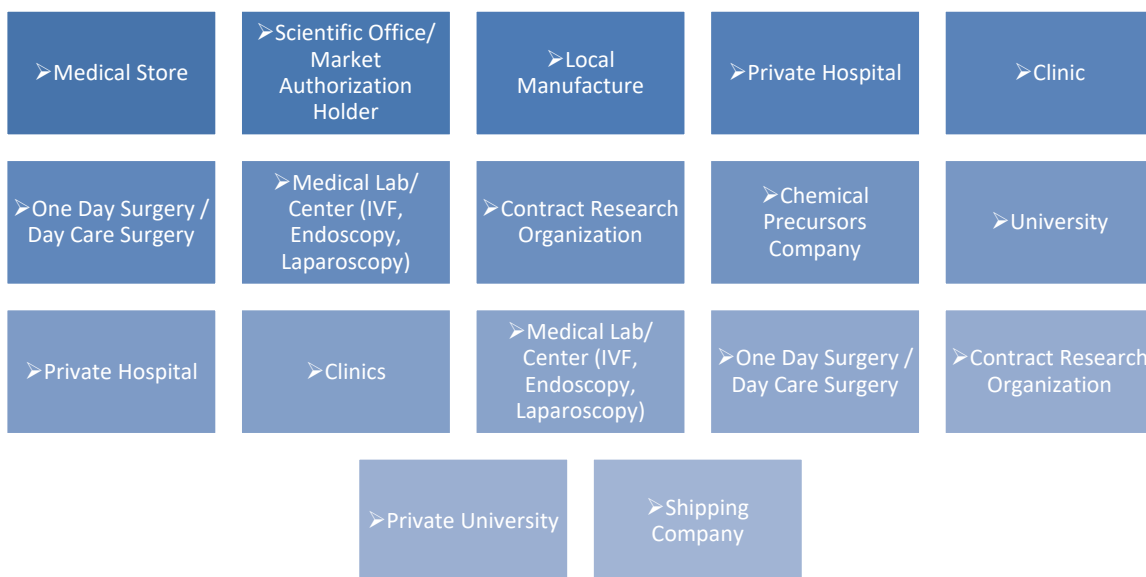 ➢Medical Store
➢Scientific Office/
Market
Authorization
Holder
➢Local
Manufacture
➢Private Hospital
➢Clinic
➢One Day Surgery /
Day Care Surgery
➢Medical Lab/
Center (IVF,
Endoscopy,
Laparoscopy)
➢Contract Research
Organization
➢Chemical
Precursors
Company
➢University
➢Private Hospital
➢Clinics
➢Medical Lab/
Center (IVF,
Endoscopy,
Laparoscopy)
➢One Day Surgery /
Day Care Surgery
➢Contract Research
Organization
➢Private University
➢Shipping
Company